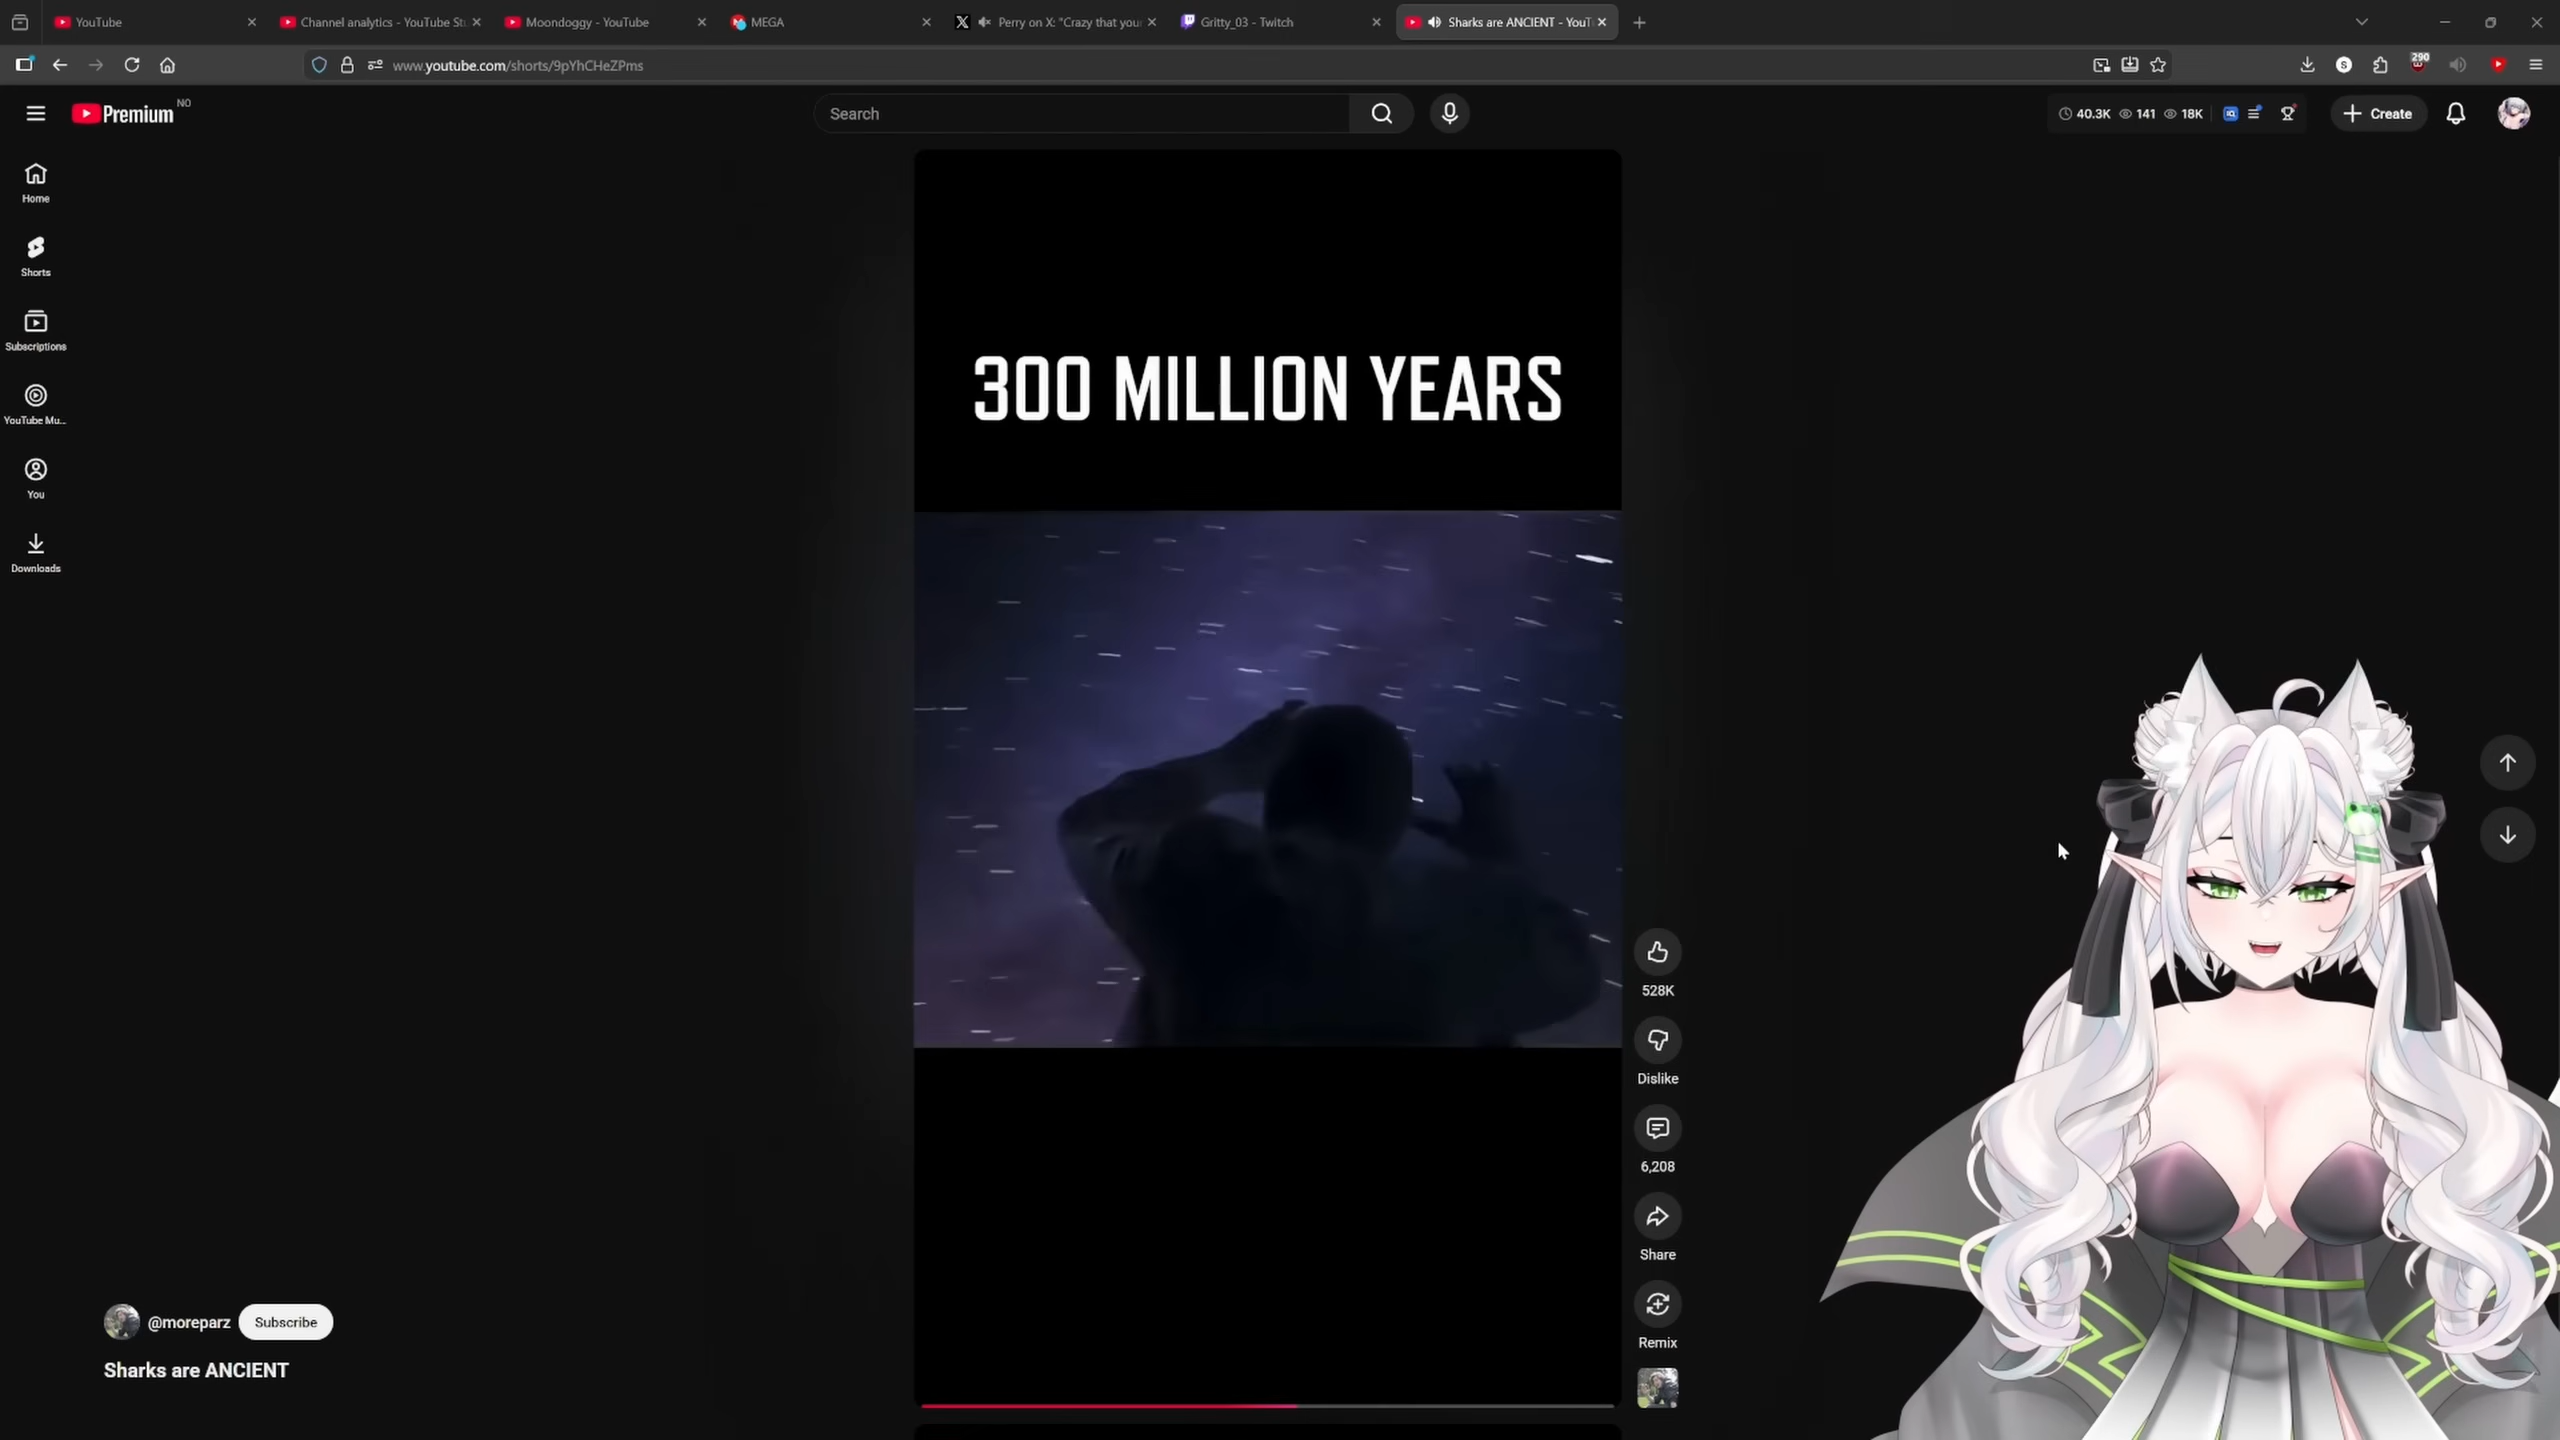 YouTube
Channel analytics - YouTube St
Moondoggy - YouTube
MEGA
Perry on X: "Crazy that your
Gritty_03 - Twitch
Sharks are ANCIENT - YouT
www.youtube.com/shorts/9pYhCHeZPms
290
S
Premium
NO
Search
40.3K
141
18K
Create
Home
Shorts
Subscriptions
YouTube Mu...
You
Downloads
300 MILLION YEARS
528K
Dislike
6,208
Share
Remix
@moreparz
Subscribe
Sharks are ANCIENT